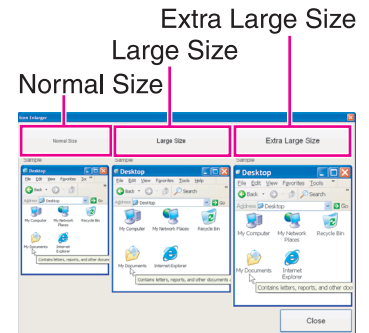 Extra Large Size
Large Size
Normal Size
Icon Enlarger
Normal Size
Large Size
Extra Large Size
Sample
Sample
Sample
Desktop
File Edit View Favorites Tools
Back
Address Desktop Go
My Computer My Network Places Recycle Bin
My Documents Internet Explorer
Contains letters, reports, and other documents
Desktop
File Edit View Favorites Tools Help
Back Search
Address Desktop Go
My Computer My Network Places Recycle Bin
My Documents Internet Explorer
Contains letters, reports, and other documents
Desktop
File Edit View Favorites Tools
Back Search
Address Desktop Go
My Computer My Network Places Recycle Bin
My Documents Internet Explorer
Contains letters, reports, and other doc
Close